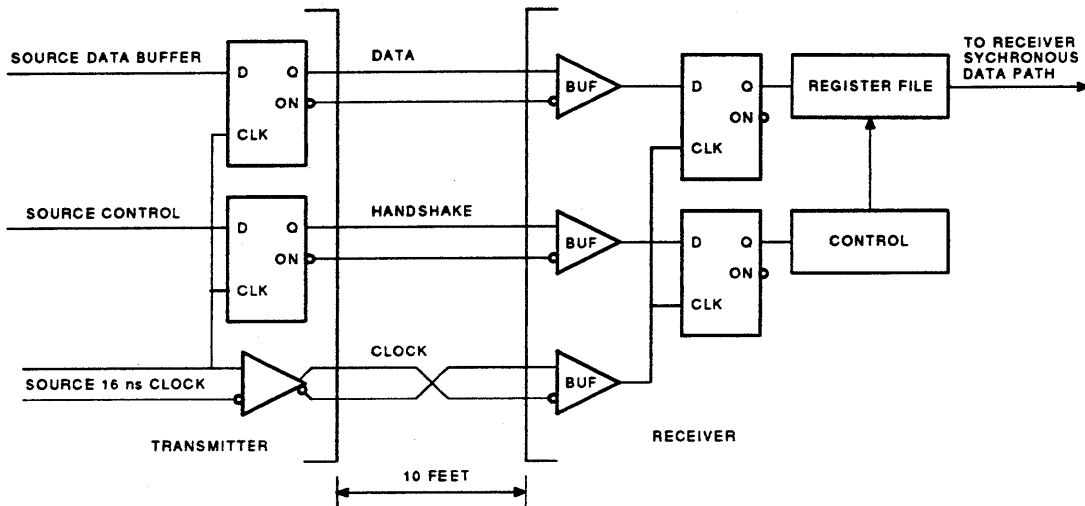 SOURCE DATA BUFFER
D Q
ON
CLK
DATA
BUF
D Q
ON
CLK
REGISTER FILE
TO RECEIVER
SYCHRONOUS
DATA PATH
SOURCE CONTROL
D Q
ON
CLK
HANDSHAKE
BUF
D Q
ON
CLK
CONTROL
SOURCE 16 ns CLOCK
CLOCK
BUF
TRANSMITTER
RECEIVER
10 FEET